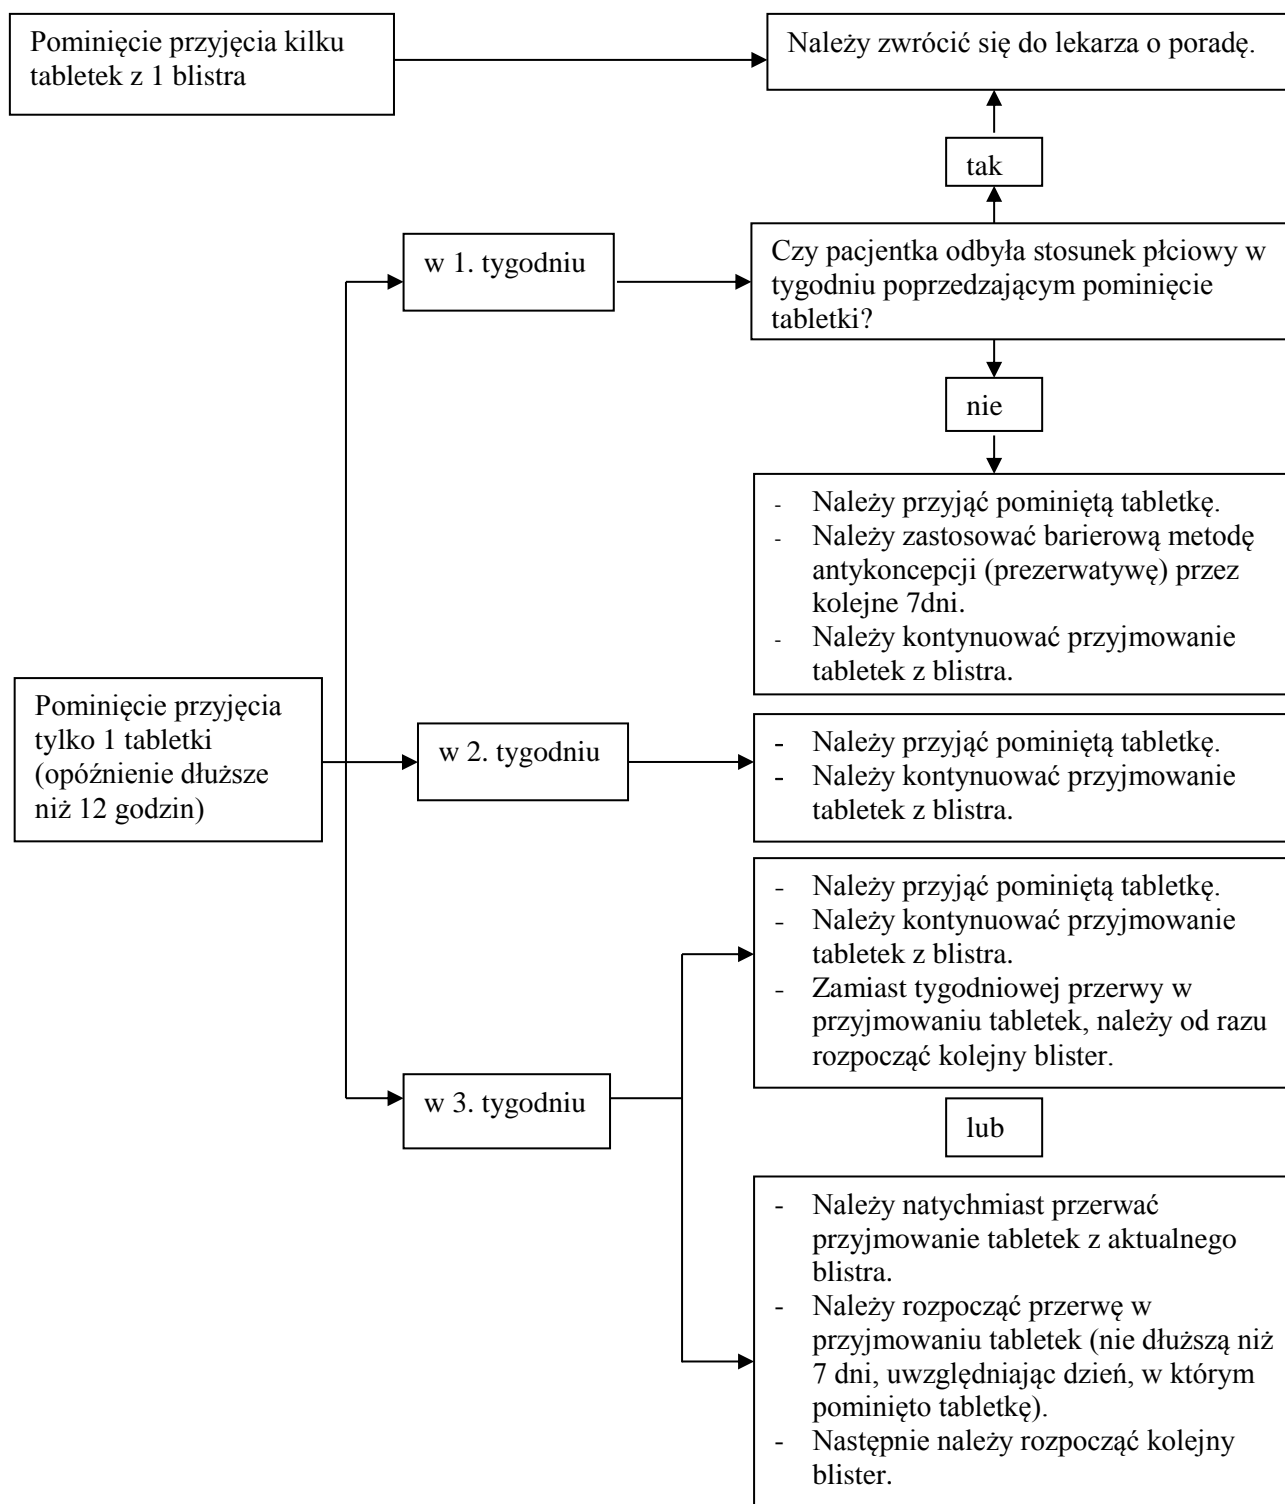 Pominięcie przyjęcia kilku
tabletek z 1 blistra
Należy zwrócić się do lekarza o poradę.
tak
w 1. tygodniu
Czy pacjentka odbyła stosunek płciowy w
tygodniu poprzedzającym pominięcie
tabletki?
nie
- Należy przyjąć pominiętą tabletkę.
- Należy zastosować barierową metodę
antykoncepcji (prezerwatywę) przez
kolejne 7dni.
- Należy kontynuować przyjmowanie
tabletek z blistra.
Pominięcie przyjęcia
tylko 1 tabletki
(opóźnienie dłuższe
niż 12 godzin)
w 2. tygodniu
- Należy przyjąć pominiętą tabletkę.
- Należy kontynuować przyjmowanie
tabletek z blistra.
- Należy przyjąć pominiętą tabletkę.
- Należy kontynuować przyjmowanie
tabletek z blistra.
- Zamiast tygodniowej przerwy w
przyjmowaniu tabletek, należy od razu
rozpocząć kolejny blister.
w 3. tygodniu
lub
- Należy natychmiast przerwać
przyjmowanie tabletek z aktualnego
blistra.
- Należy rozpocząć przerwę w
przyjmowaniu tabletek (nie dłuższą niż
7 dni, uwzględniając dzień, w którym
pominięto tabletkę).
- Następnie należy rozpocząć kolejny
blister.